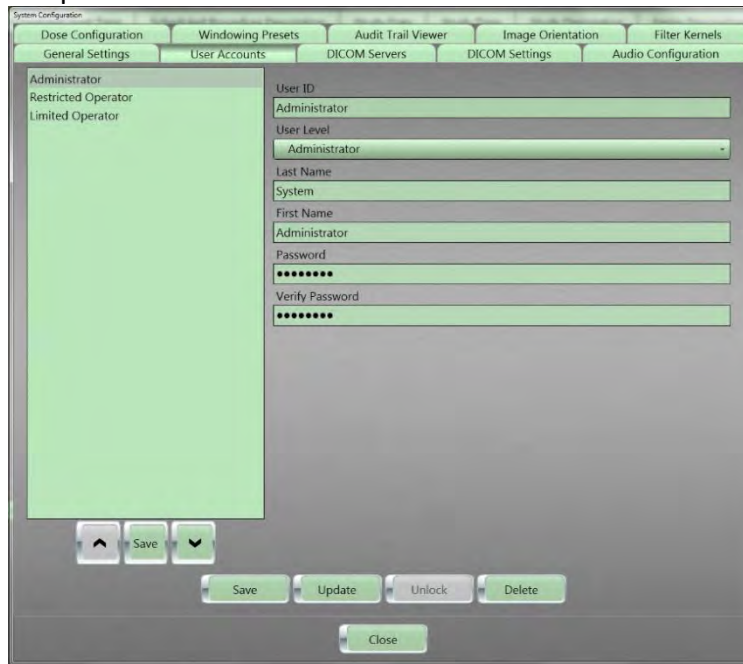 System Configuration
Dose Configuration Windowing Presets Audit Trail Viewer Image Orientation Filter Kernels
General Settings User Accounts DICOM Servers DICOM Settings Audio Configuration
Administrator
Restricted Operator
Limited Operator
User ID
Administrator
User Level
Administrator
Last Name
System
First Name
Administrator
Password
••••••••
Verify Password
••••••••
Save
Save Update Unlock Delete
Close